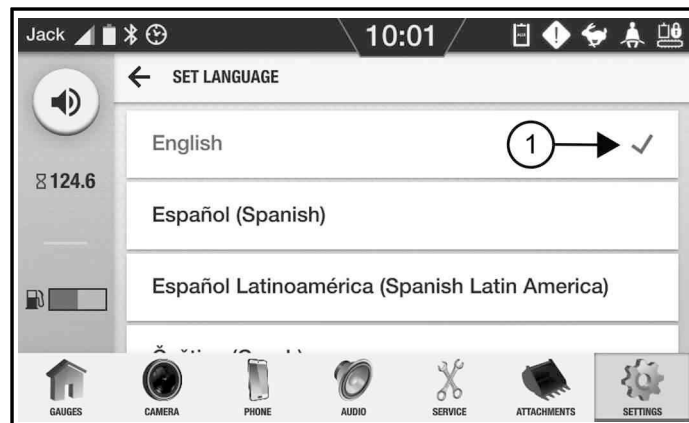 Jack 10:01
SET LANGUAGE
English 1
124.6
Español (Spanish)
Español Latinoamérica (Spanish Latin America)
GAUGES CAMERA PHONE AUDIO SERVICE ATTACHMENTS SETTINGS